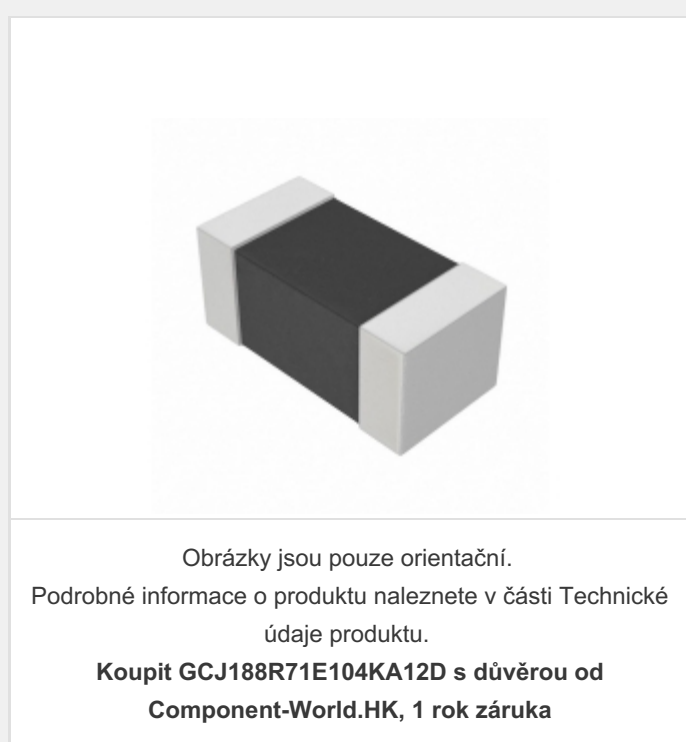 Obrázky jsou pouze orientační.
Podrobné informace o produktu naleznete v části Technické
údaje produktu.
Koupit GCJ188R71E104KA12D s důvěrou od
Component-World.HK, 1 rok záruka